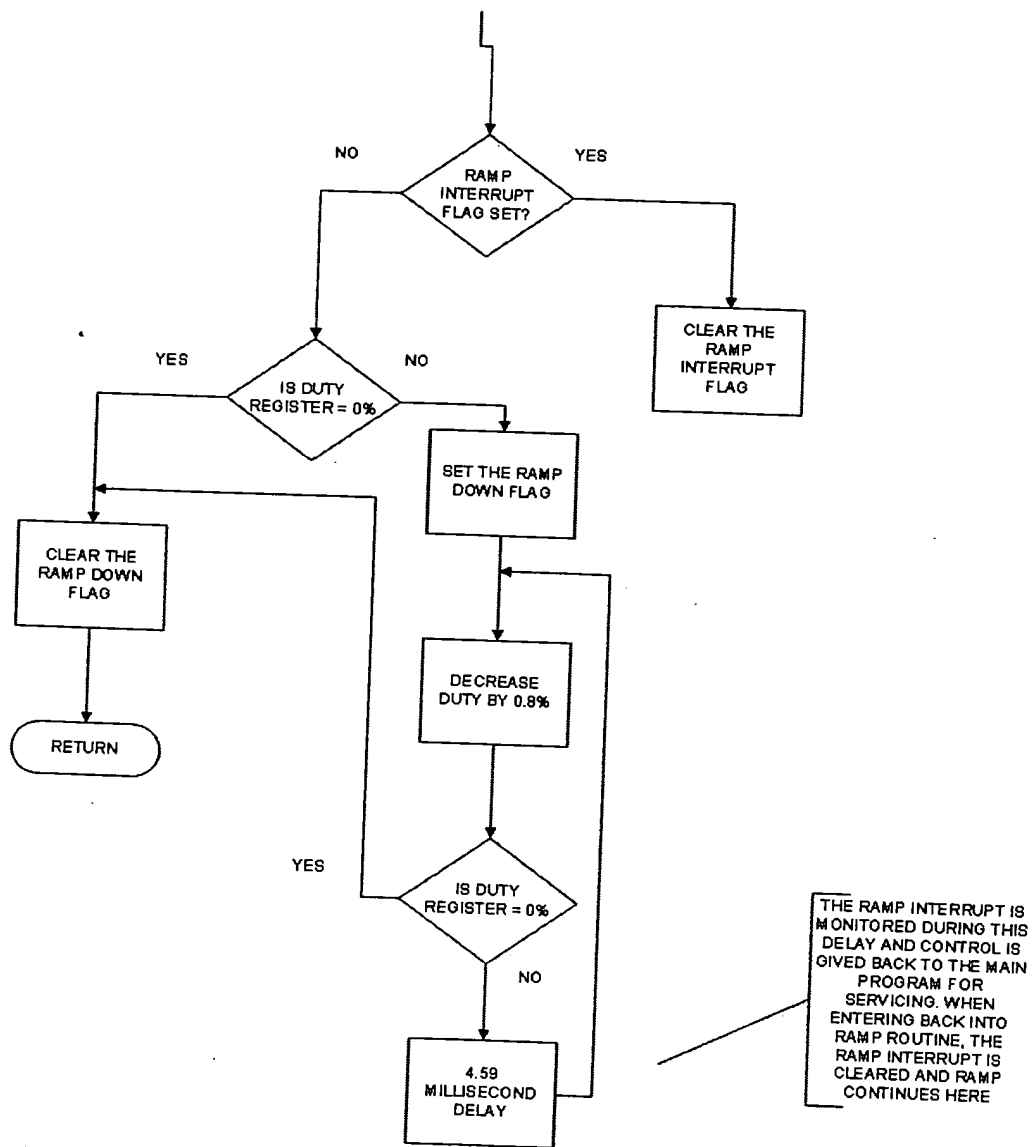 NO
YES
RAMP
INTERRUPT
FLAG SET?
CLEAR THE
RAMP
INTERRUPT
FLAG
YES
NO
IS DUTY
REGISTER = 0%
SET THE RAMP
DOWN FLAG
CLEAR THE
RAMP DOWN
FLAG
DECREASE
DUTY BY 0.8%
RETURN
YES
IS DUTY
REGISTER = 0%
NO
4.59
MILLISECOND
DELAY
THE RAMP INTERRUPT IS
MONITORED DURING THIS
DELAY AND CONTROL IS
GIVED BACK TO THE MAIN
PROGRAM FOR
SERVICING. WHEN
ENTERING BACK INTO
RAMP ROUTINE, THE
RAMP INTERRUPT IS
CLEARED AND RAMP
CONTINUES HERE